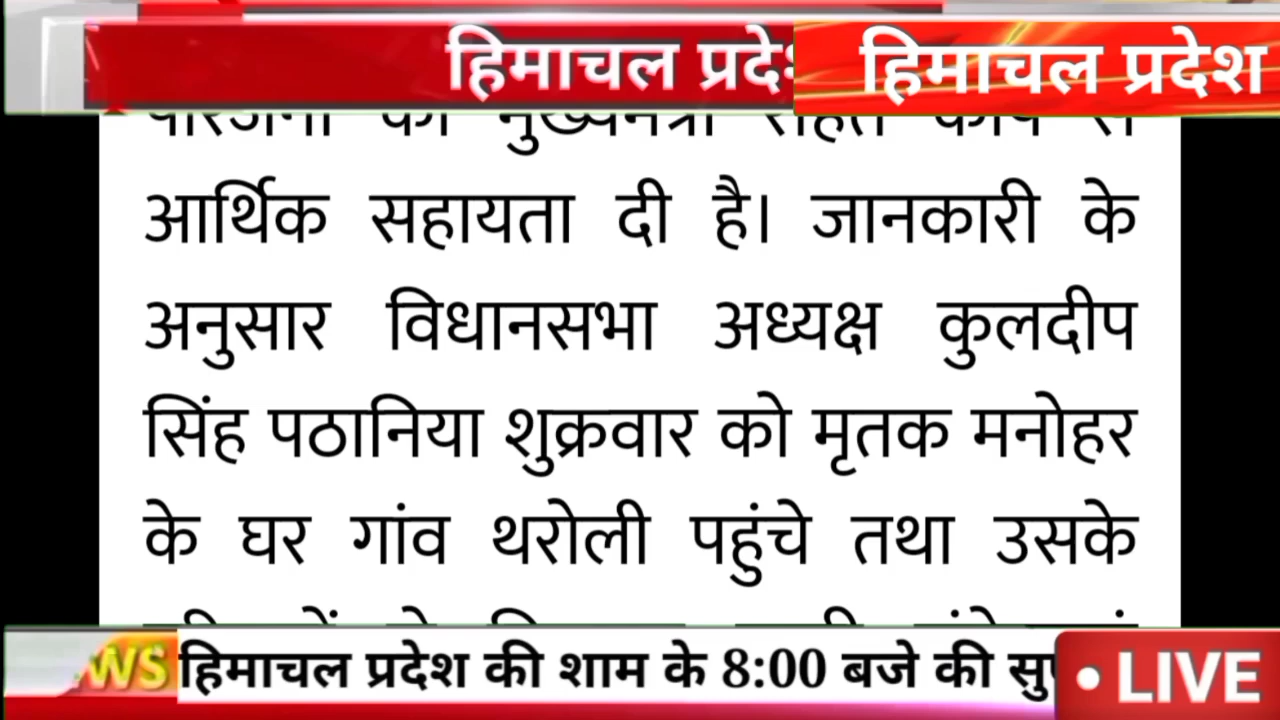 हिमाचल हिमाचल प्रदेश
आर्थिक सहायता दी है। जानकारी के
अनुसार विधानसभा अध्यक्ष कुलदीप
सिंह पठानिया शुक्रवार को मृतक मनोहर
के घर गांव थरोली पहुंचे तथा उसके
हिमाचल प्रदेश की शाम के 8:00 बजे की
• LIVE